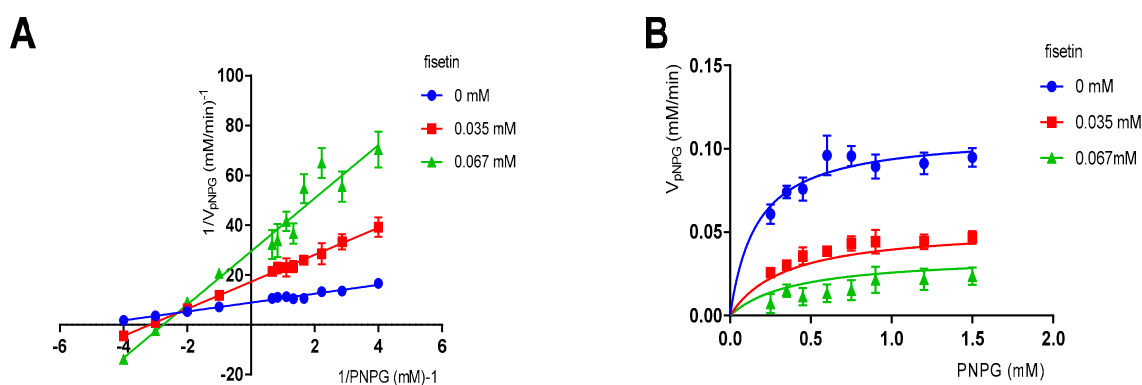 A
B
fisetin
0 mM
0.035 mM
0.067mM
1/VpNPG (mM/min)-1
100
80
60
40
20
-20
-6
-4
-2
2
4
6
1/PNPG (mM)-1
fisetin
0 mM
0.035 mM
0.067mM
VpNPG (mM/min)
0.15
0.10
0.05
0.00
0.0
0.5
1.0
1.5
2.0
PNPG (mM)